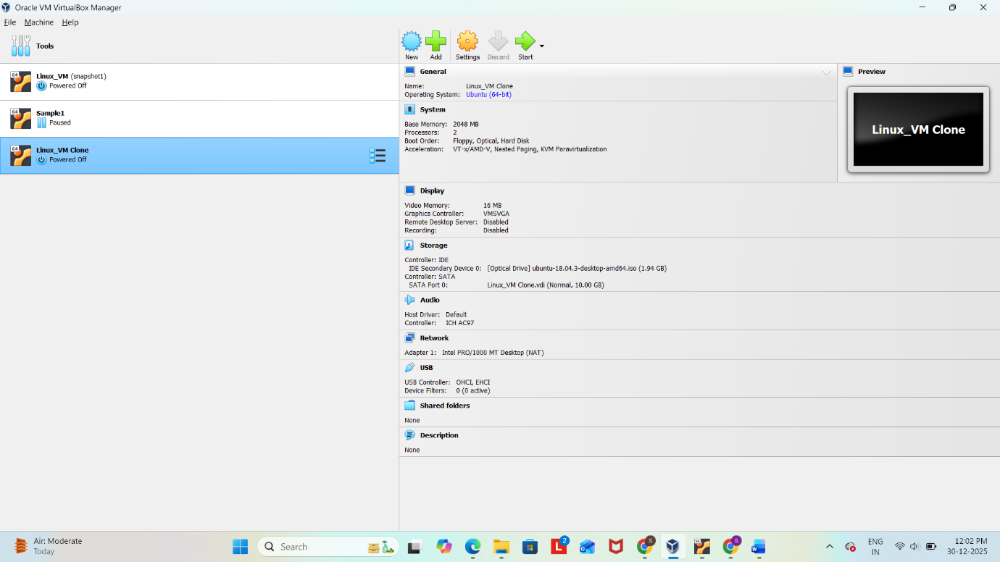 Oracle VM VirtualBox Manager
File Machine Help
Tools
New Add Settings Discard Start
64
Linux_VM (snapshot1)
Powered Off
64
Sample1
Paused
64
Linux_VM Clone
Powered Off
General
Name: Linux_VM Clone
Operating System: Ubuntu (64-bit)
System
Base Memory: 2048 MB
Processors: 2
Boot Order: Floppy, Optical, Hard Disk
Acceleration: VT-x/AMD-V, Nested Paging, KVM Paravirtualization
Preview
Linux_VM Clone
Display
Video Memory: 16 MB
Graphics Controller: VMSVGA
Remote Desktop Server: Disabled
Recording: Disabled
Storage
Controller: IDE
IDE Secondary Device 0: [Optical Drive] ubuntu-18.04.3-desktop-amd64.iso (1.94 GB)
Controller: SATA
SATA Port 0: Linux_VM Clone.vdi (Normal, 10.00 GB)
Audio
Host Driver: Default
Controller: ICH AC97
Network
Adapter 1: Intel PRO/1000 MT Desktop (NAT)
USB
USB Controller: OHCI, EHCI
Device Filters: 0 (0 active)
Shared folders
None
Description
None
Air: Moderate
Today
Search
L 2
S
64
S
W
ENG
IN
12:02 PM
30-12-2025